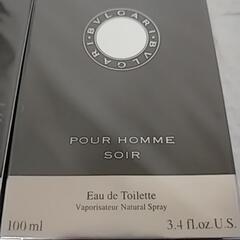 BVLGARI · BVLGARI
POUR HOMME
SOIR
Eau de Toilette
Vaporisateur Natural Spray
100 ml 3.4 fl.oz.U.S.